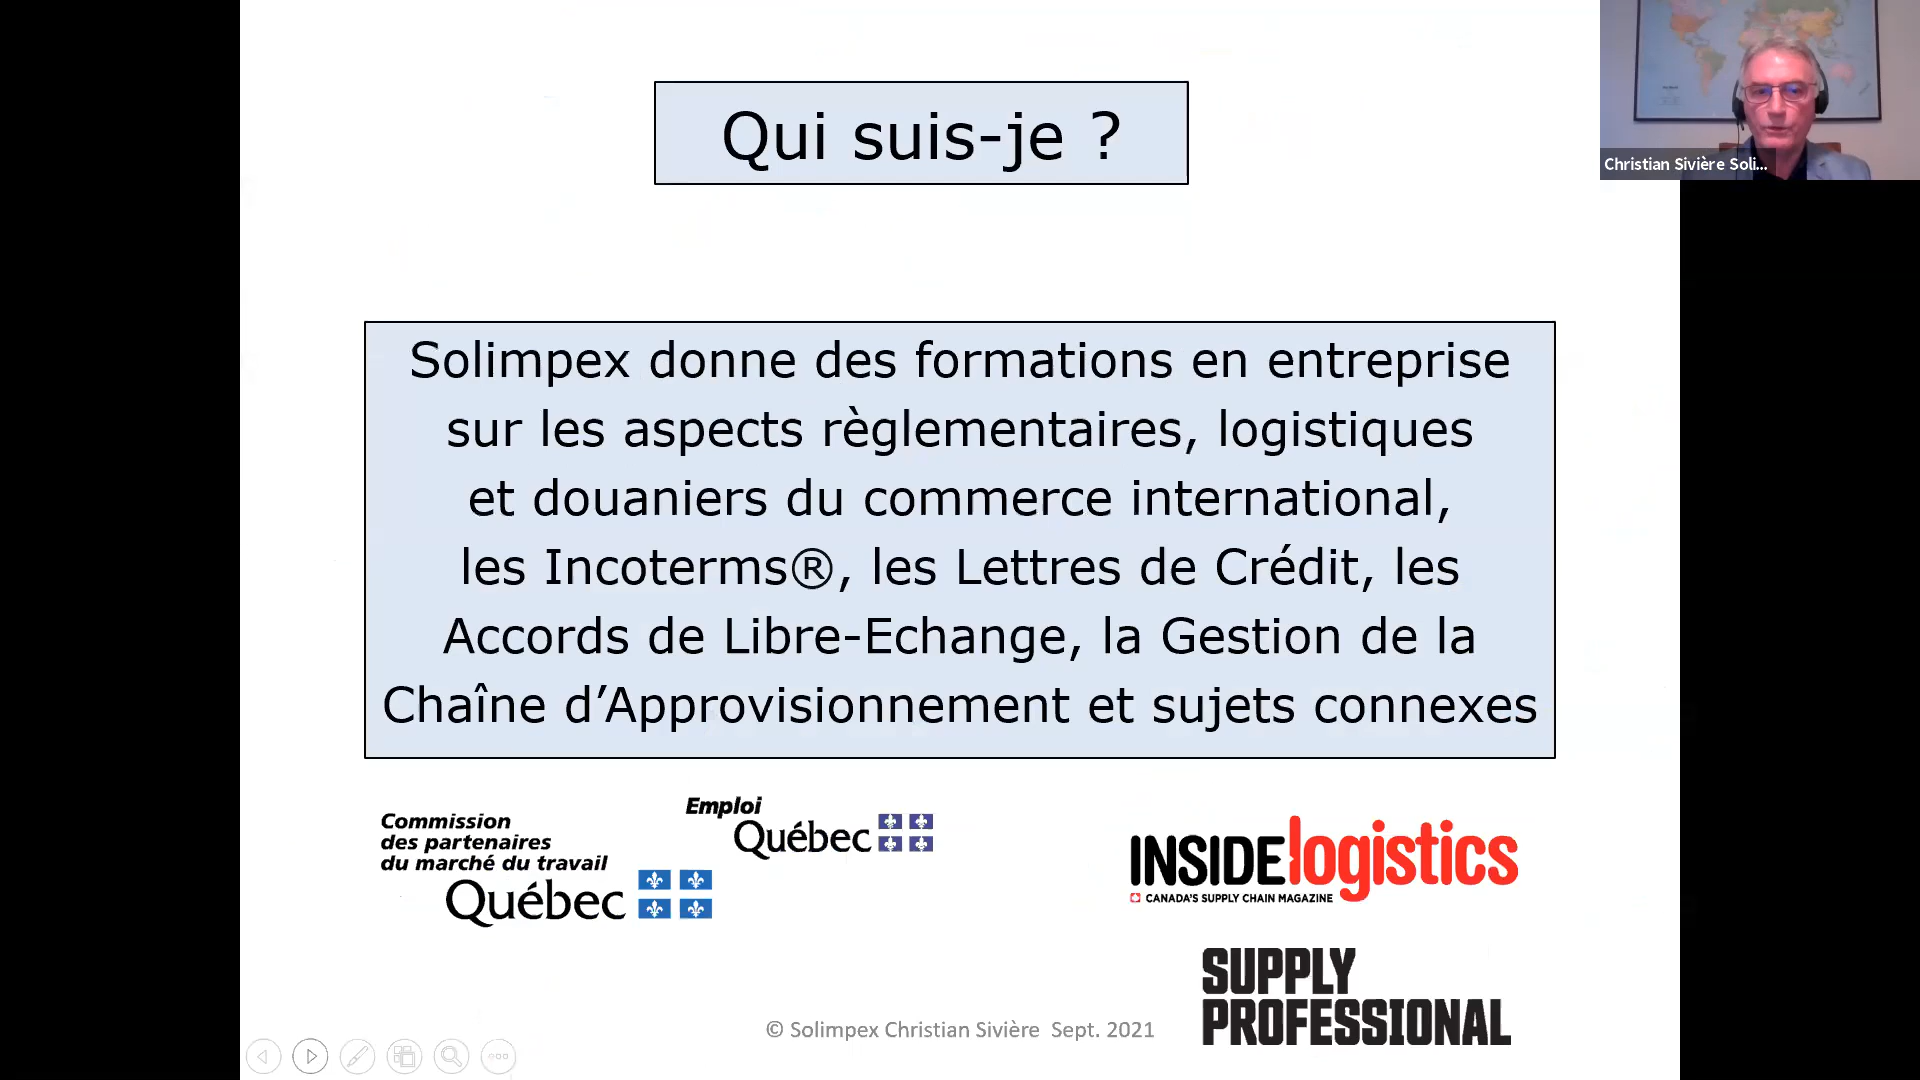 Qui suis-je ?
Christian Sivière Soli...
Solimpex donne des formations en entreprise
sur les aspects règlementaires, logistiques
et douaniers du commerce international,
les Incoterms®, les Lettres de Crédit, les
Accords de Libre-Echange, la Gestion de la
Chaîne d’Approvisionnement et sujets connexes
Commission
des partenaires
du marché du travail
Québec
Emploi
Québec
INSIDElogistics
CANADA'S SUPPLY CHAIN MAGAZINE
SUPPLY
PROFESSIONAL
© Solimpex Christian Sivière Sept. 2021